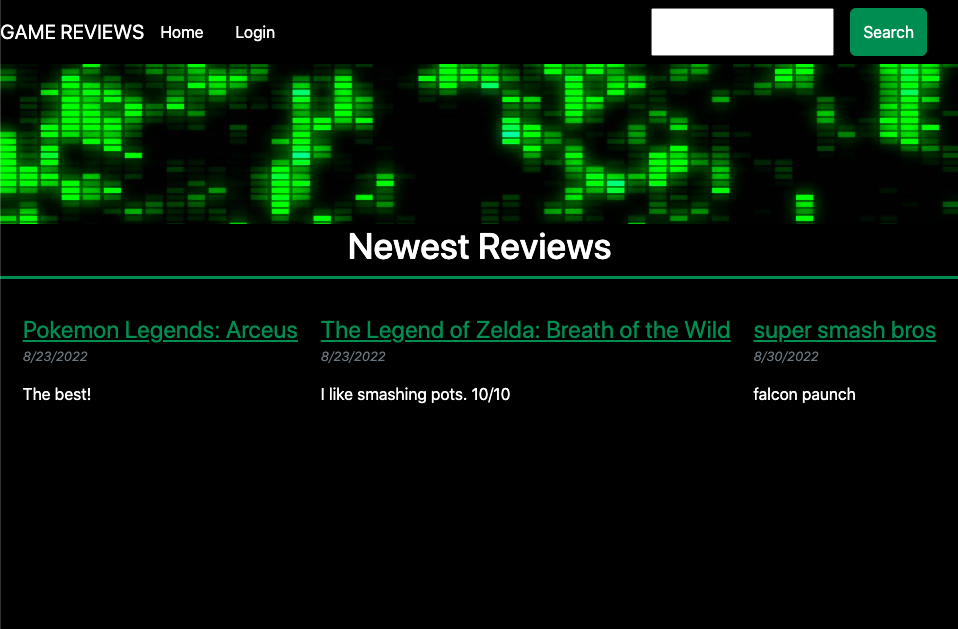 GAME REVIEWS Home Login Search
Newest Reviews
Pokemon Legends: Arceus
8/23/2022
The best!
The Legend of Zelda: Breath of the Wild
8/23/2022
I like smashing pots. 10/10
super smash bros
8/30/2022
falcon paunch